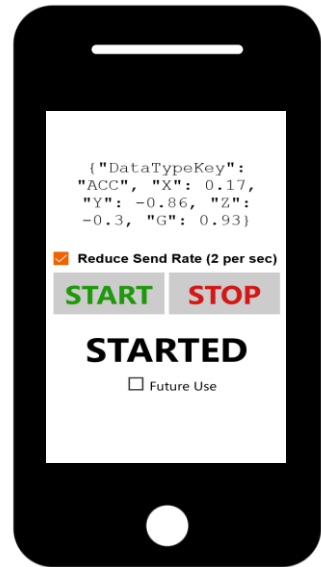 {"DataTypeKey":
"ACC", "X": 0.17,
"Y": -0.86, "Z":
-0.3, "G": 0.93}
Reduce Send Rate (2 per sec)
START STOP
STARTED
Future Use